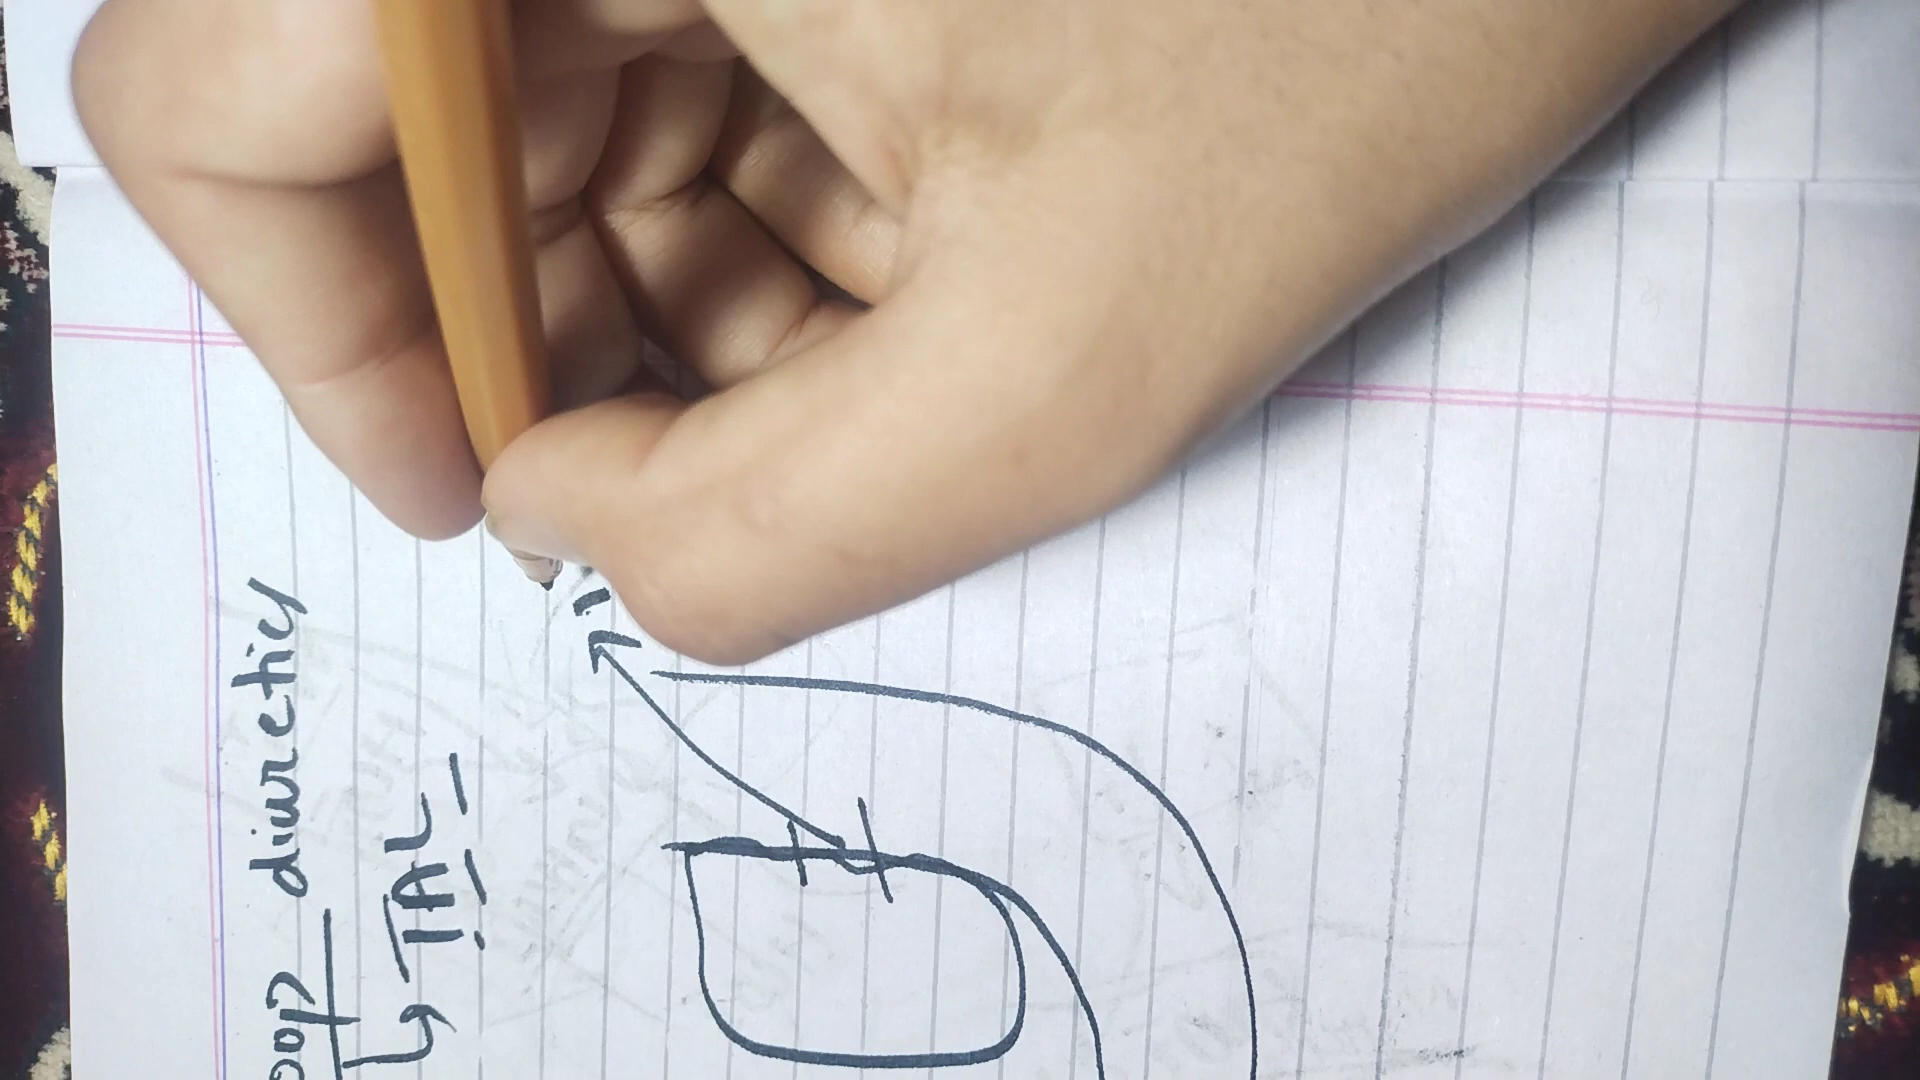 oop diuretics
↳ TAL